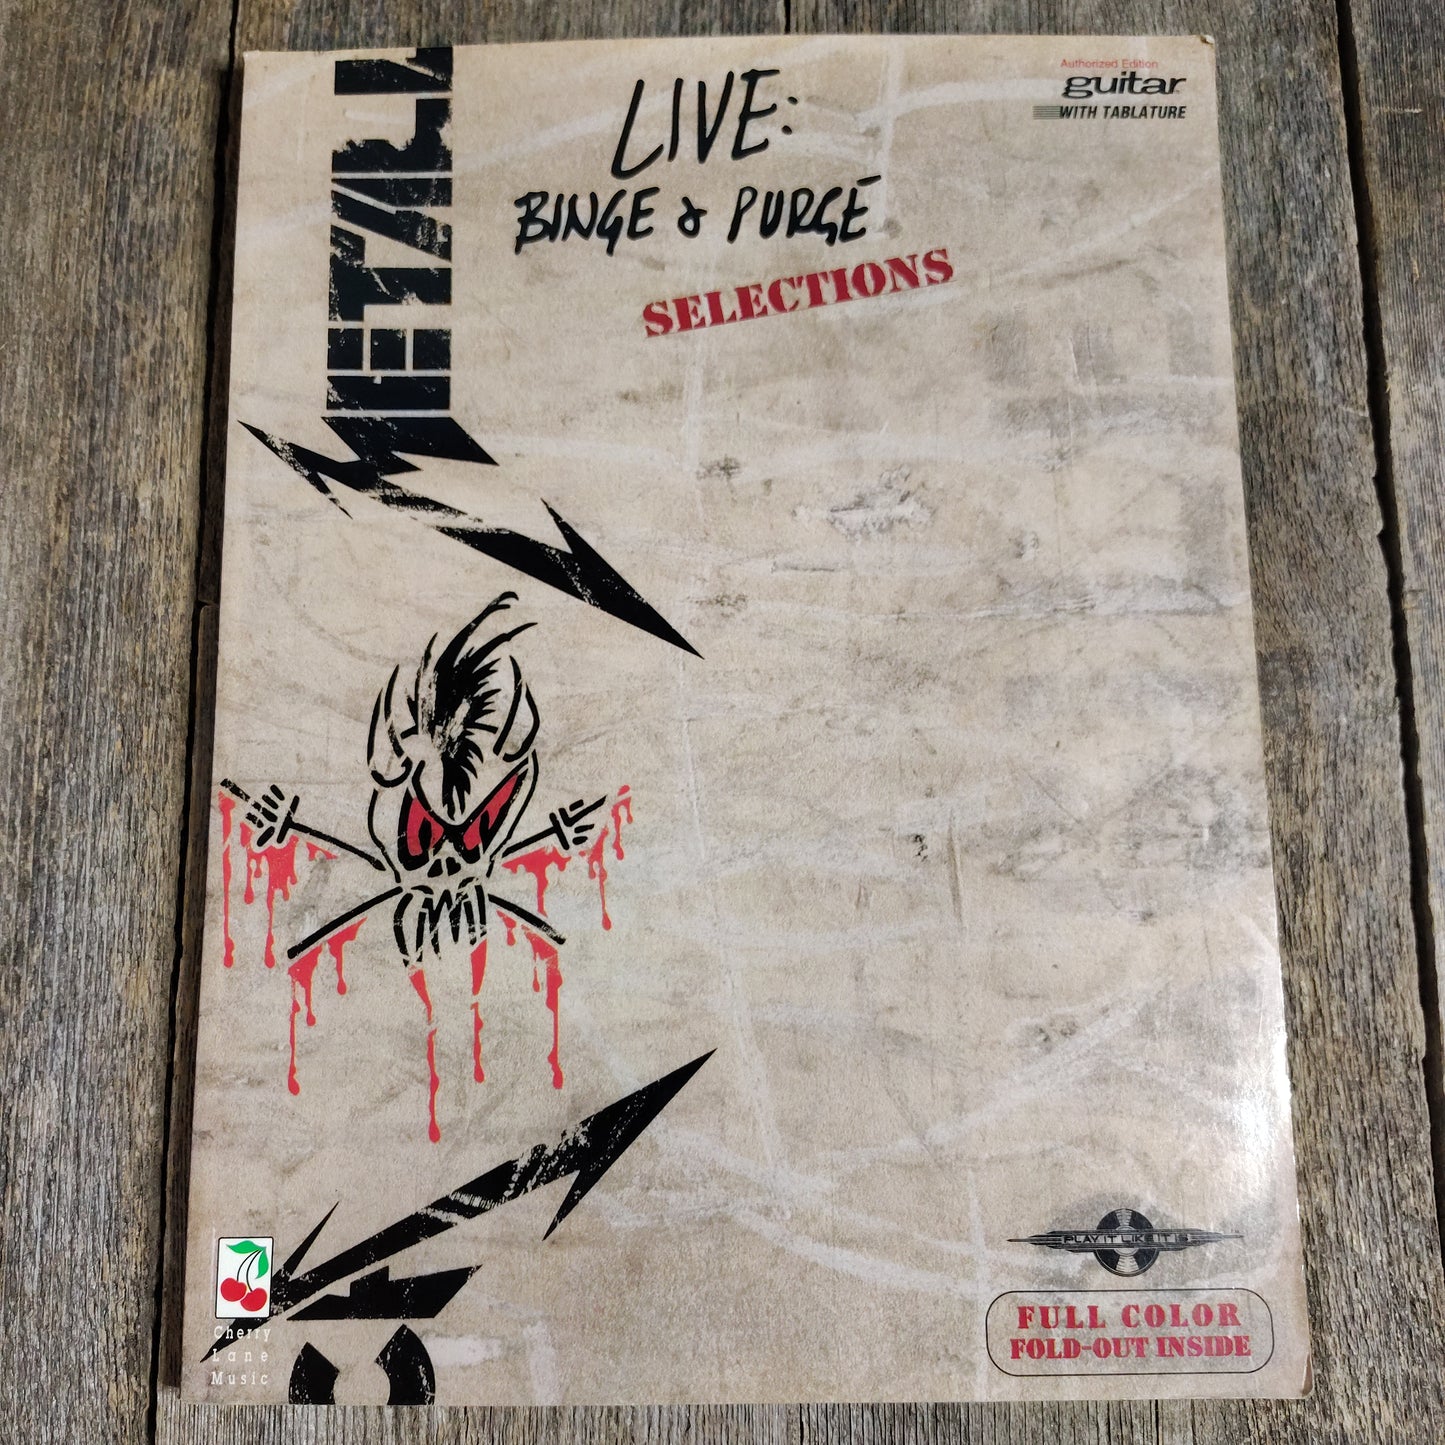 METALL
LIVE:
BINGE & PURGE
SELECTIONS
Authorized Edition
guitar
WITH TABLATURE
PLAY IT LIKE IT IS
FULL COLOR
FOLD-OUT INSIDE
Cherry
Lane
Music
CA